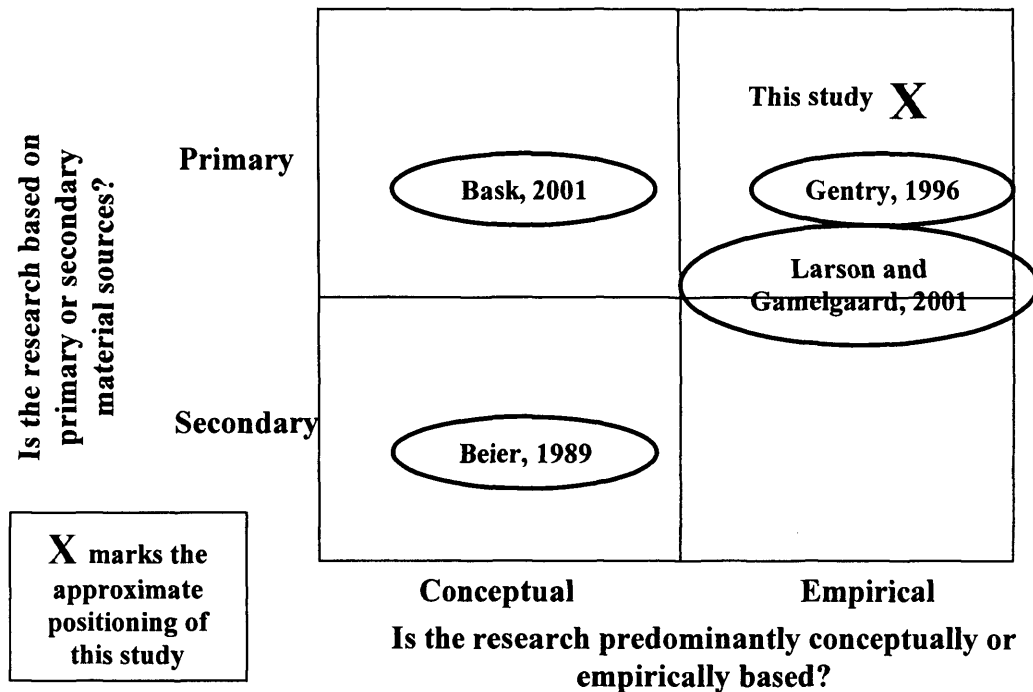 Is the research based on
primary or secondary
material sources?
Primary
Secondary
This study X
Bask, 2001
Gentry, 1996
Larson and
Gamelgaard, 2001
Beier, 1989
X marks the
approximate
positioning of
this study
Conceptual
Empirical
Is the research predominantly conceptually or
empirically based?